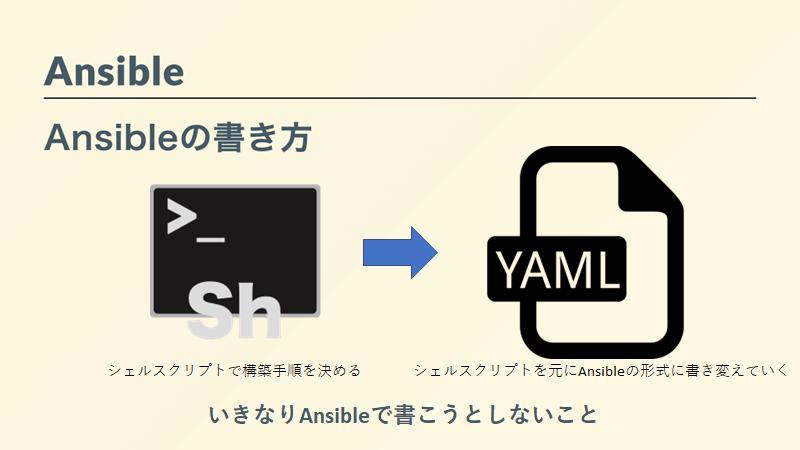 Ansible
Ansibleの書き方
>_
Sh
YAML
シェルスクリプトで構築手順を決める
シェルスクリプトを元にAnsibleの形式に書き変えていく
いきなりAnsibleで書こうとしないこと